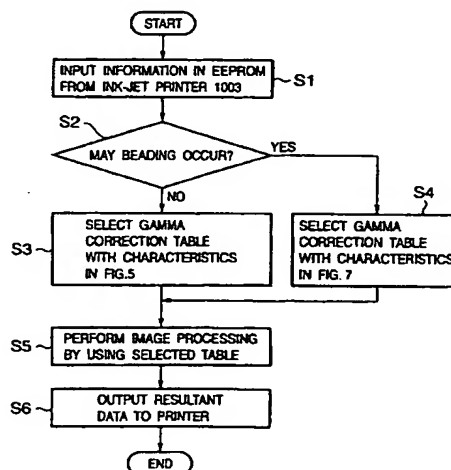 START
INPUT INFORMATION IN EEPROM
FROM INK-JET PRINTER 1003
S1
S2
MAY BEADING OCCUR?
YES
NO
S4
S3
SELECT GAMMA
CORRECTION TABLE
WITH CHARACTERISTICS
IN FIG.5
SELECT GAMMA
CORRECTION TABLE
WITH CHARACTERISTICS
IN FIG. 7
S5
PERFORM IMAGE PROCESSING
BY USING SELECTED TABLE
S6
OUTPUT RESULTANT
DATA TO PRINTER
END